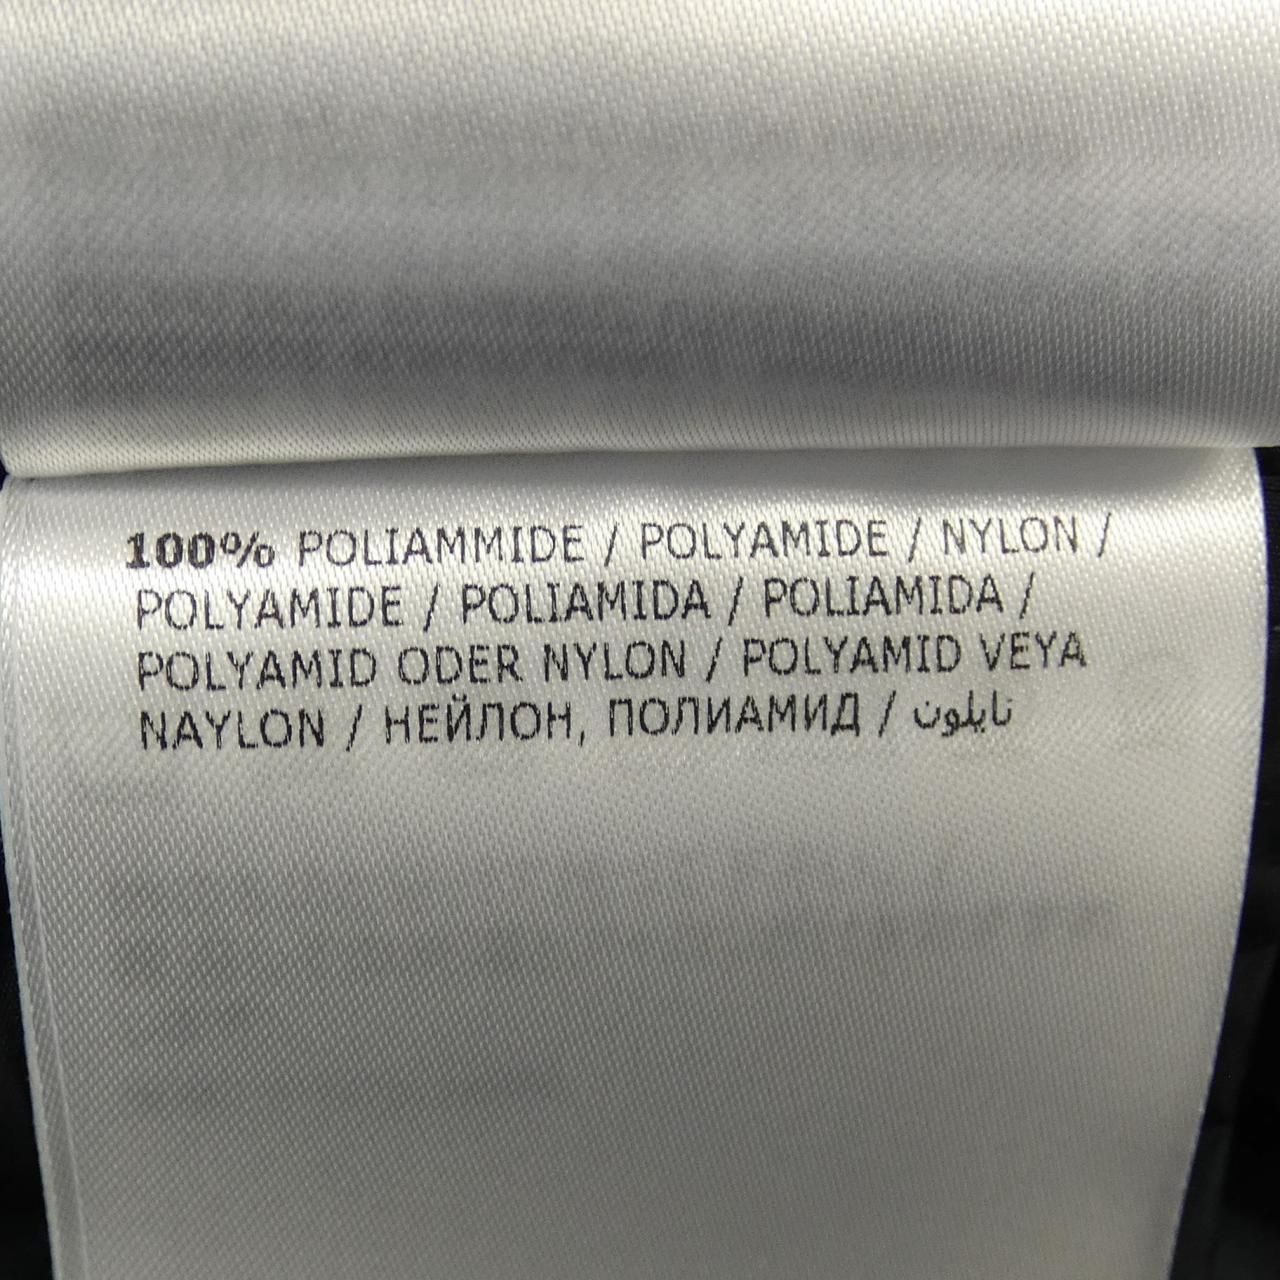 100% POLIAMMIDE / POLYAMIDE / NYLON /
POLYAMIDE / POLIAMIDA / POLIAMIDA /
POLYAMID ODER NYLON / POLYAMID VEYA
NAYLON / НЕЙЛОН, ПОЛИАМИД / نايلون